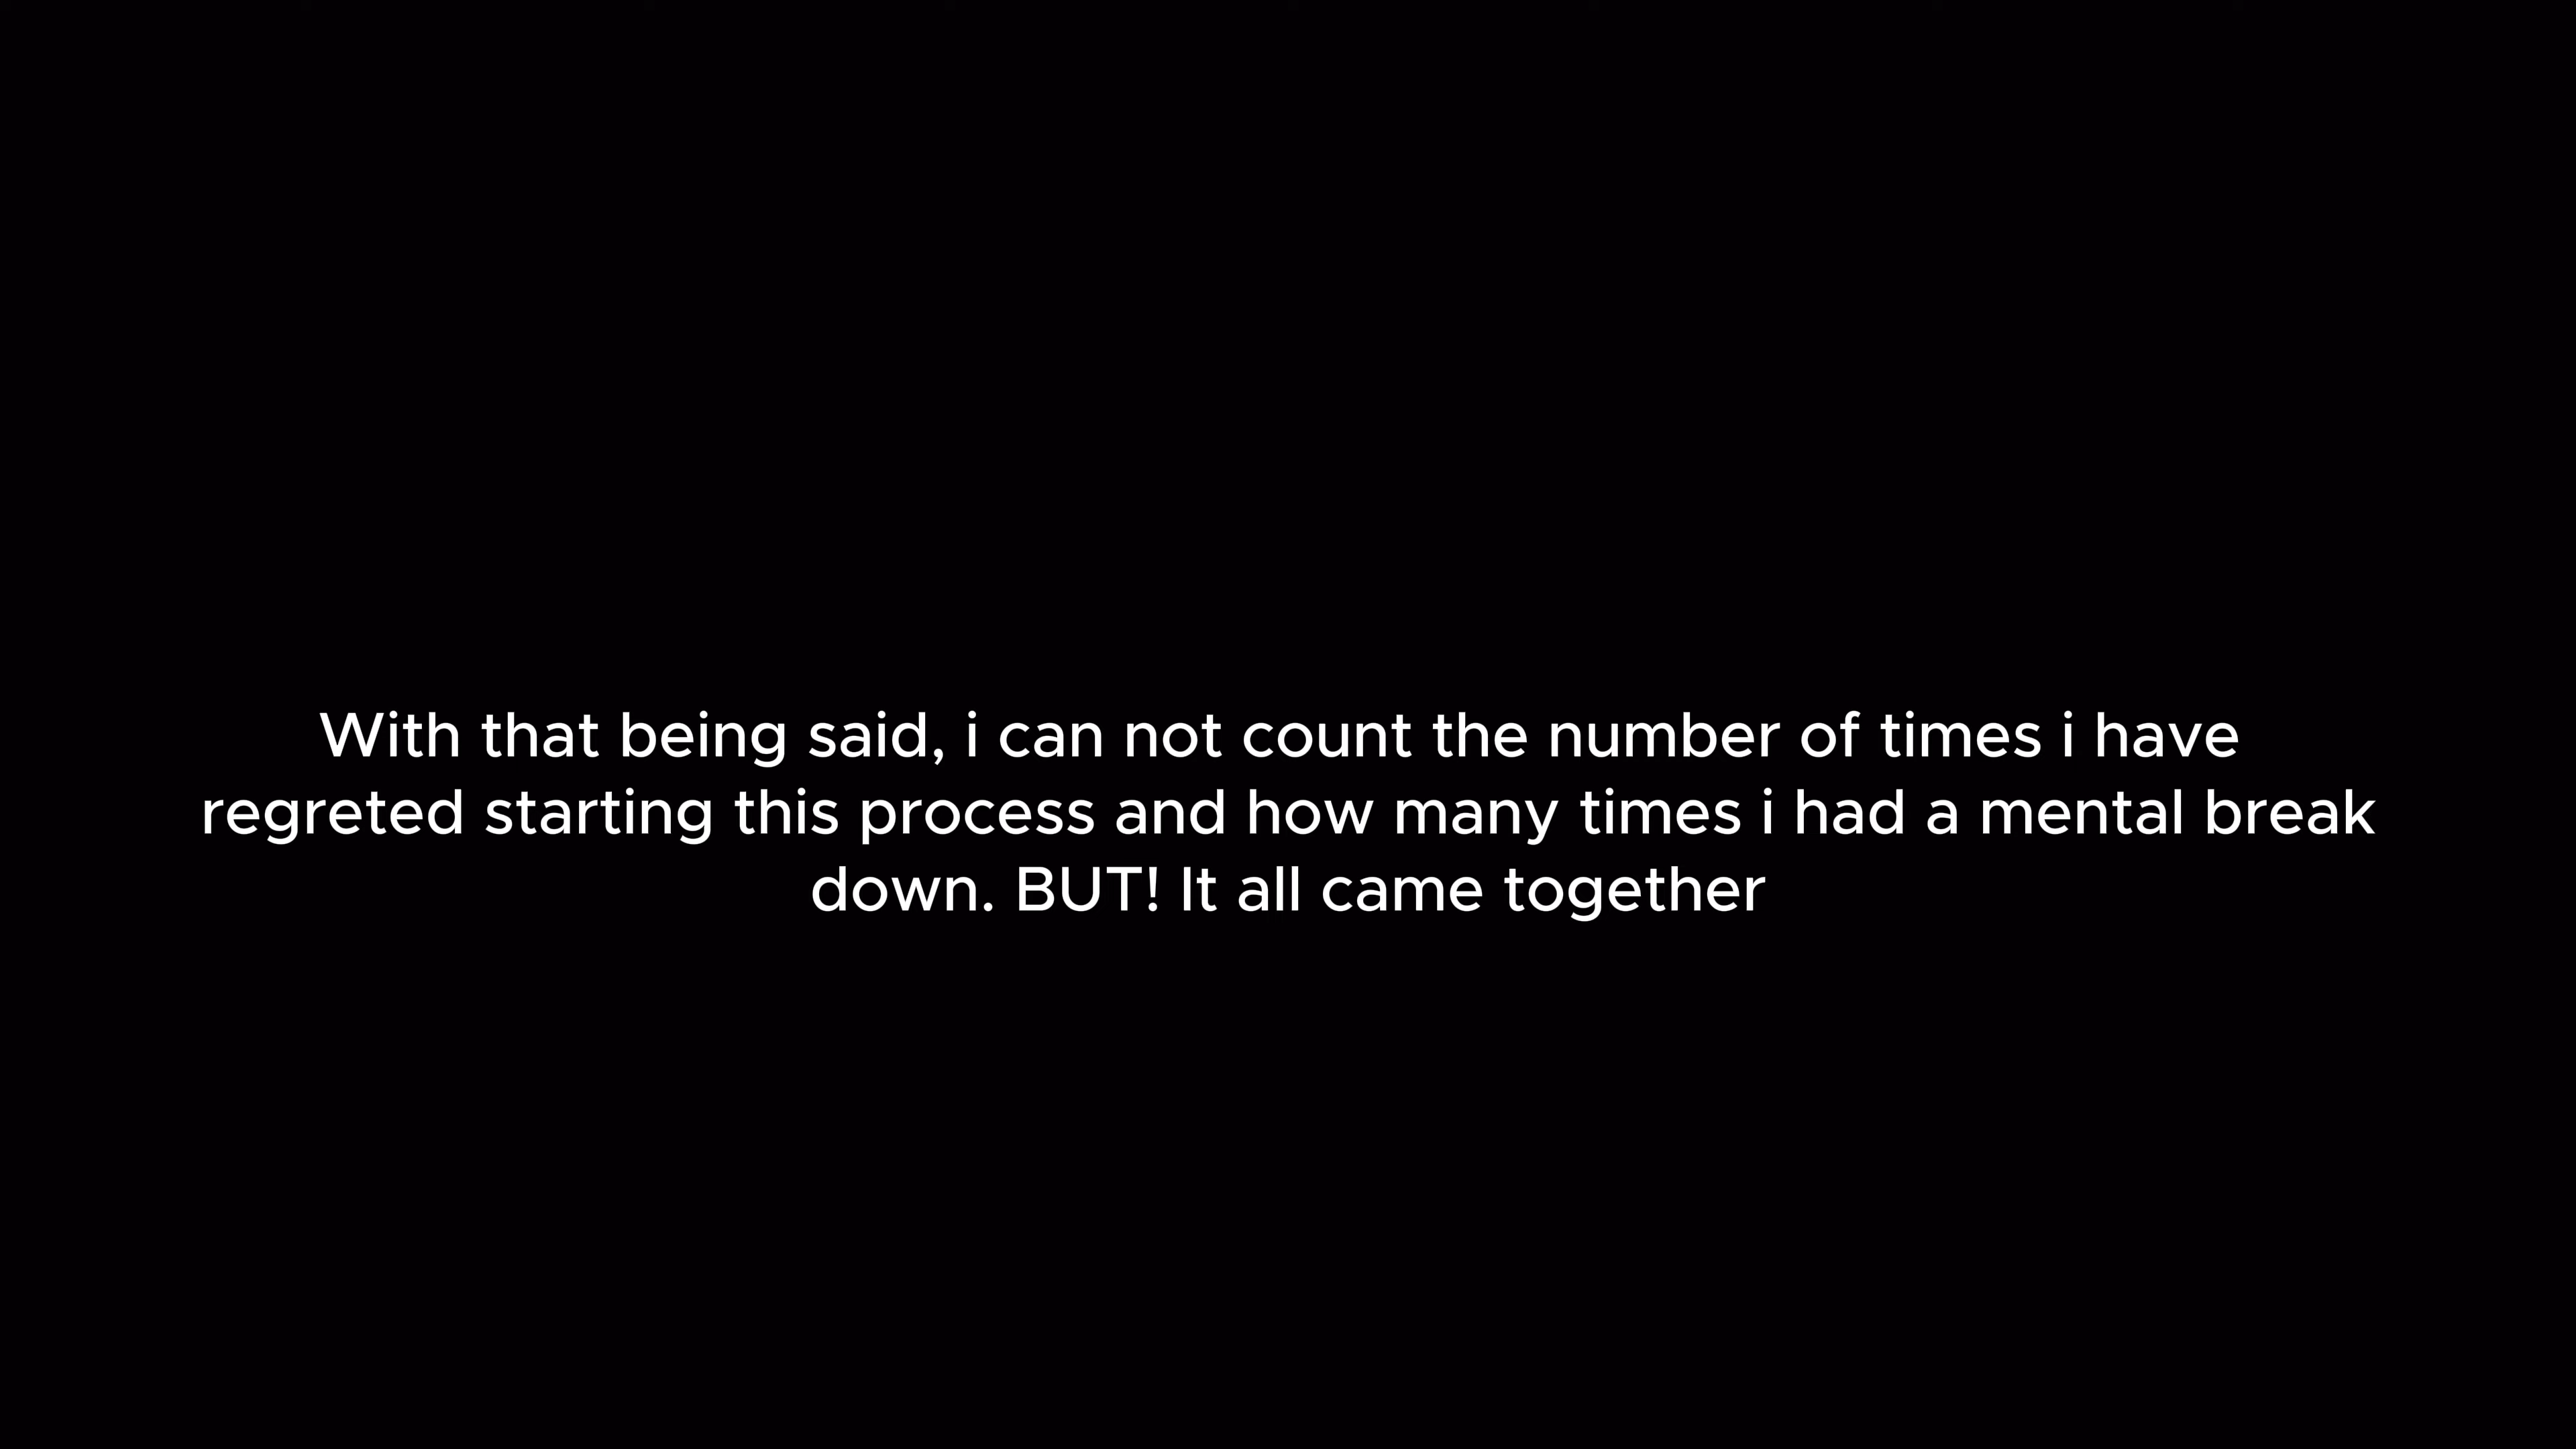 With that being said, i can not count the number of times i have
regreted starting this process and how many times i had a mental break
down. BUT! It all came together